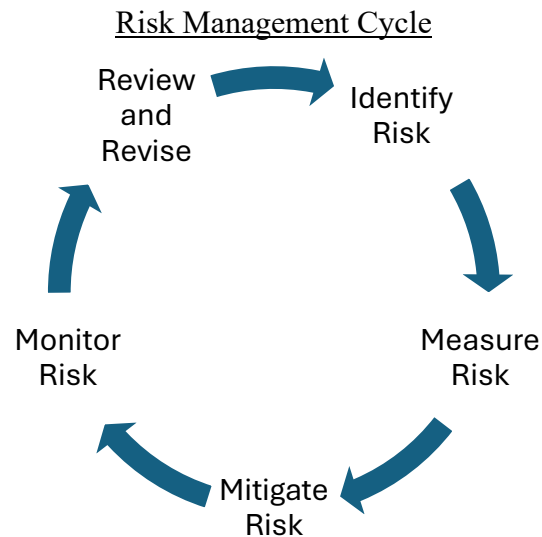 Risk Management Cycle
Review
and
Revise
Identify
Risk
Measure
Risk
Mitigate
Risk
Monitor
Risk